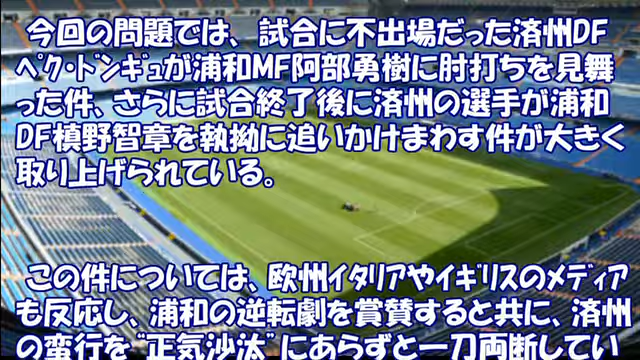 今回の問題では、試合に不出場だった済州DF
ﾍﾟｸ・ﾄﾞﾝｷﾞｭが浦和MF阿部勇樹に肘打ちを見舞
った件、さらに試合終了後に済州の選手が浦和
DF槙野智章を執拗に追いかけまわす件が大きく
取り上げられている。
この件については、欧州ｲﾀﾘｱやｲｷﾞﾘｽのﾒﾃﾞｨｱ
も反応し、浦和の逆転劇を賞賛すると共に、済州
の蛮行を“正気沙汰”にあらずと一刀両断してい